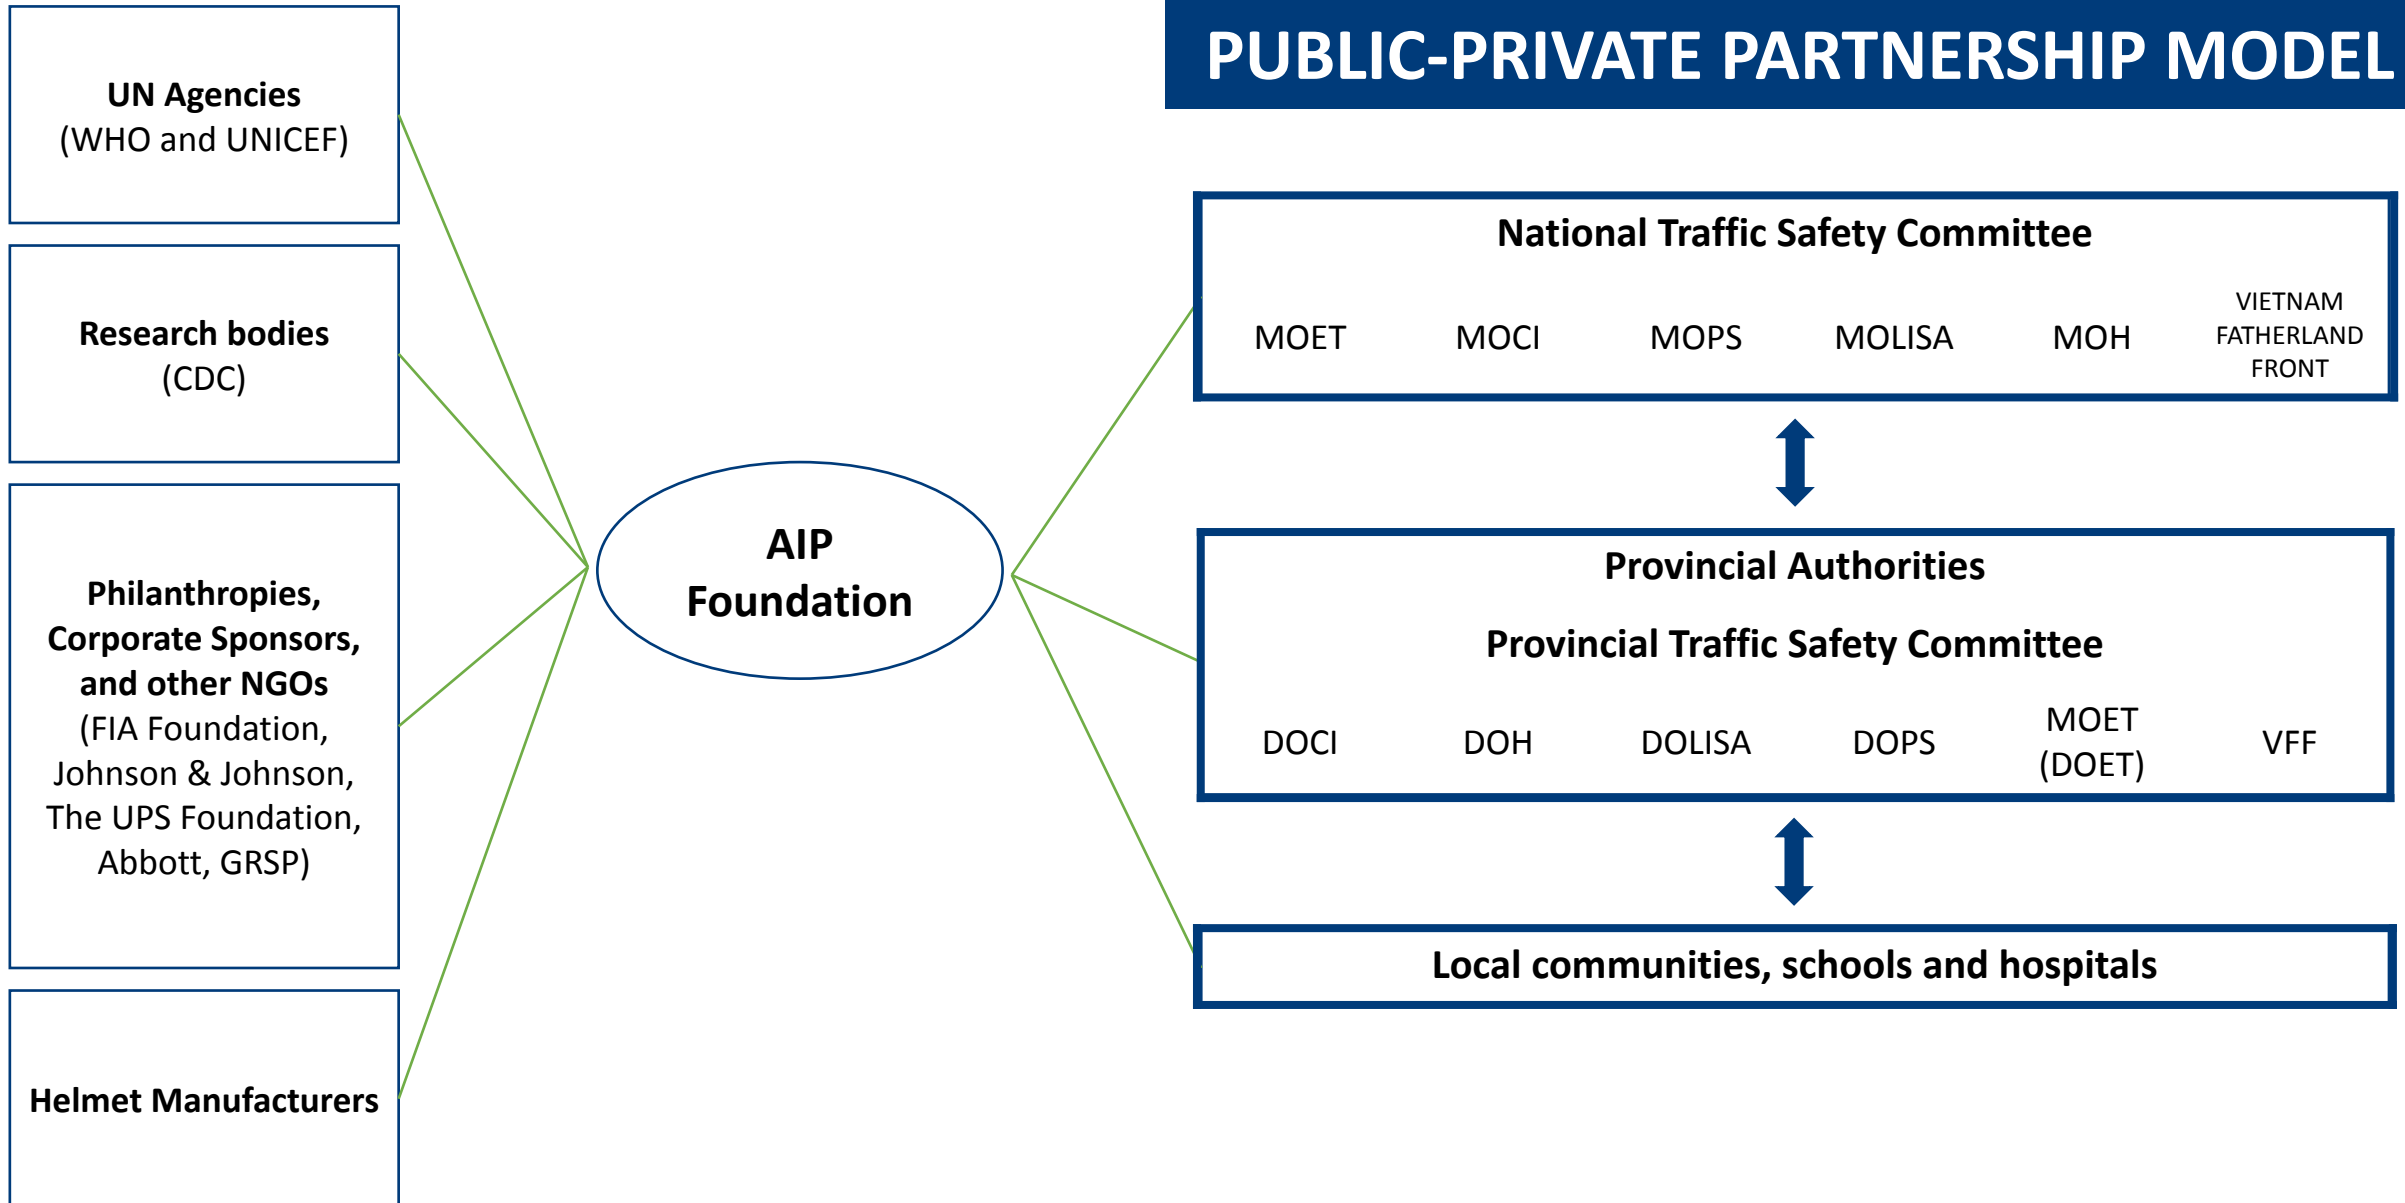 PUBLIC-PRIVATE PARTNERSHIP MODEL
UN Agencies
(WHO and UNICEF)
Research bodies
(CDC)
Philanthropies,
Corporate Sponsors,
and other NGOs
(FIA Foundation,
Johnson & Johnson,
The UPS Foundation,
Abbott, GRSP)
Helmet Manufacturers
AIP
Foundation
National Traffic Safety Committee
MOET
MOCI
MOPS
MOLISA
MOH
VIETNAM
FATHERLAND
FRONT
Provincial Authorities
Provincial Traffic Safety Committee
DOCI
DOH
DOLISA
DOPS
MOET
(DOET)
VFF
Local communities, schools and hospitals